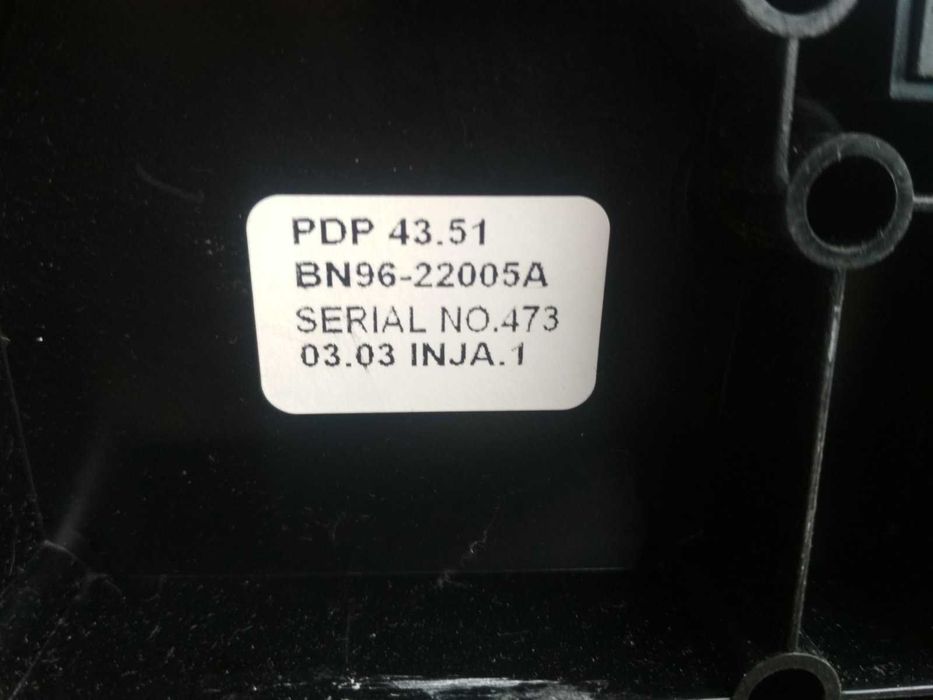 PDP 43.51
BN96-22005A
SERIAL NO.473
03.03 INJA.1